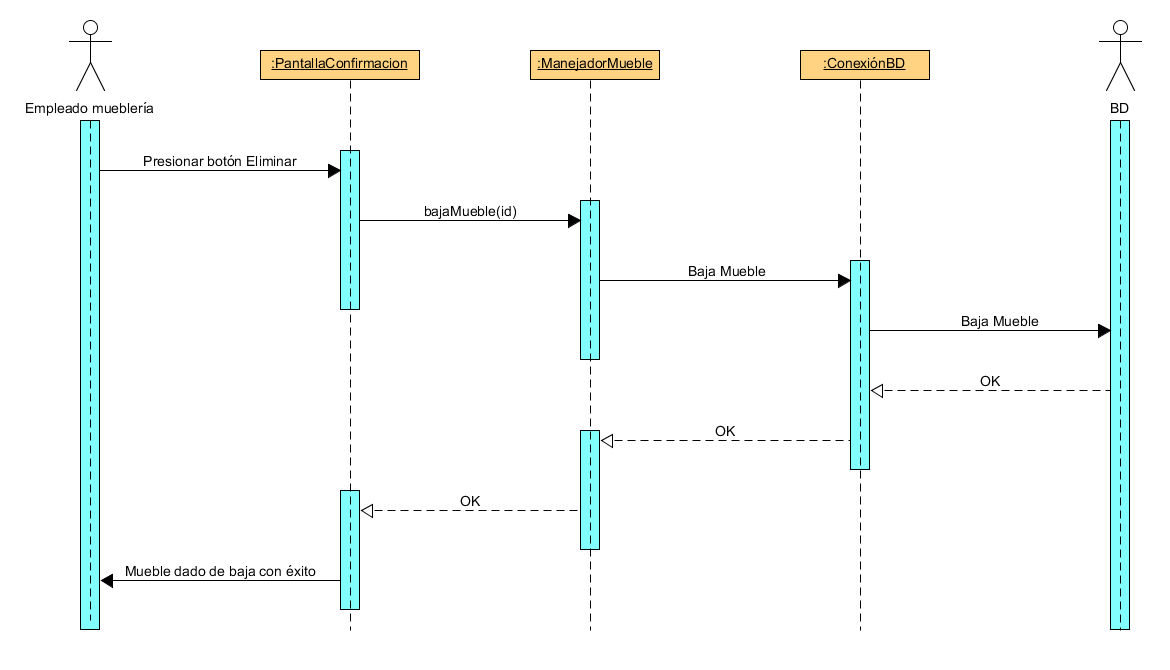 :PantallaConfirmacion
:ManejadorMueble
:ConexiónBD
Empleado mueblería
BD
Presionar botón Eliminar
bajaMueble(id)
Baja Mueble
Baja Mueble
OK
OK
OK
Mueble dado de baja con éxito